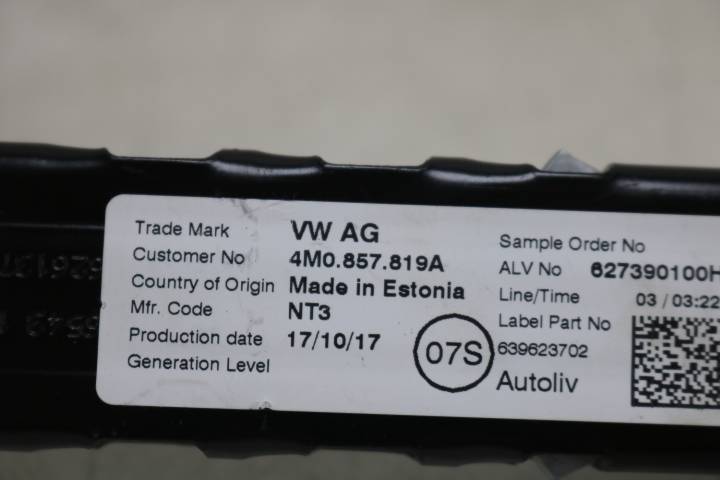 Trade Mark VW AG
Customer No 4M0.857.819A
Country of Origin Made in Estonia
Mfr. Code NT3
Production date 17/10/17
Generation Level
07S
Sample Order No
ALV No 627390100H
Line/Time 03 / 03:22
Label Part No
639623702
Autoliv